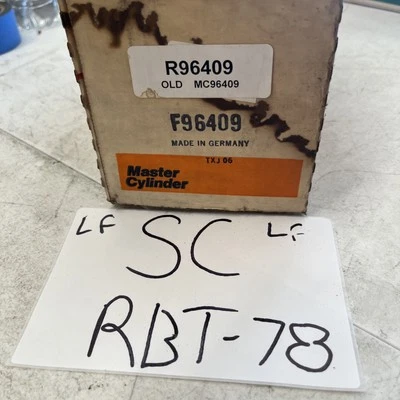 R96409
OLD MC96409
F96409
MADE IN GERMANY
TXJ 06
Master
Cylinder
LF SC LF
RBT-78